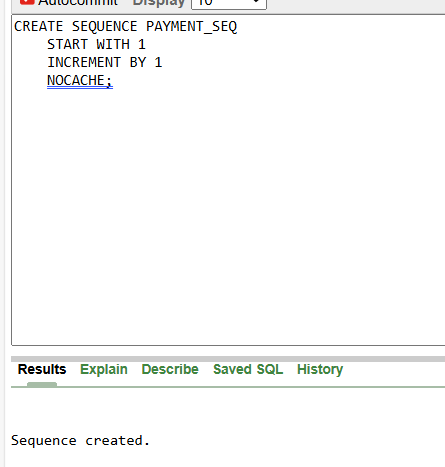 Autocommit Display 10
CREATE SEQUENCE PAYMENT_SEQ
START WITH 1
INCREMENT BY 1
NOCACHE;
Results Explain Describe Saved SQL History
Sequence created.